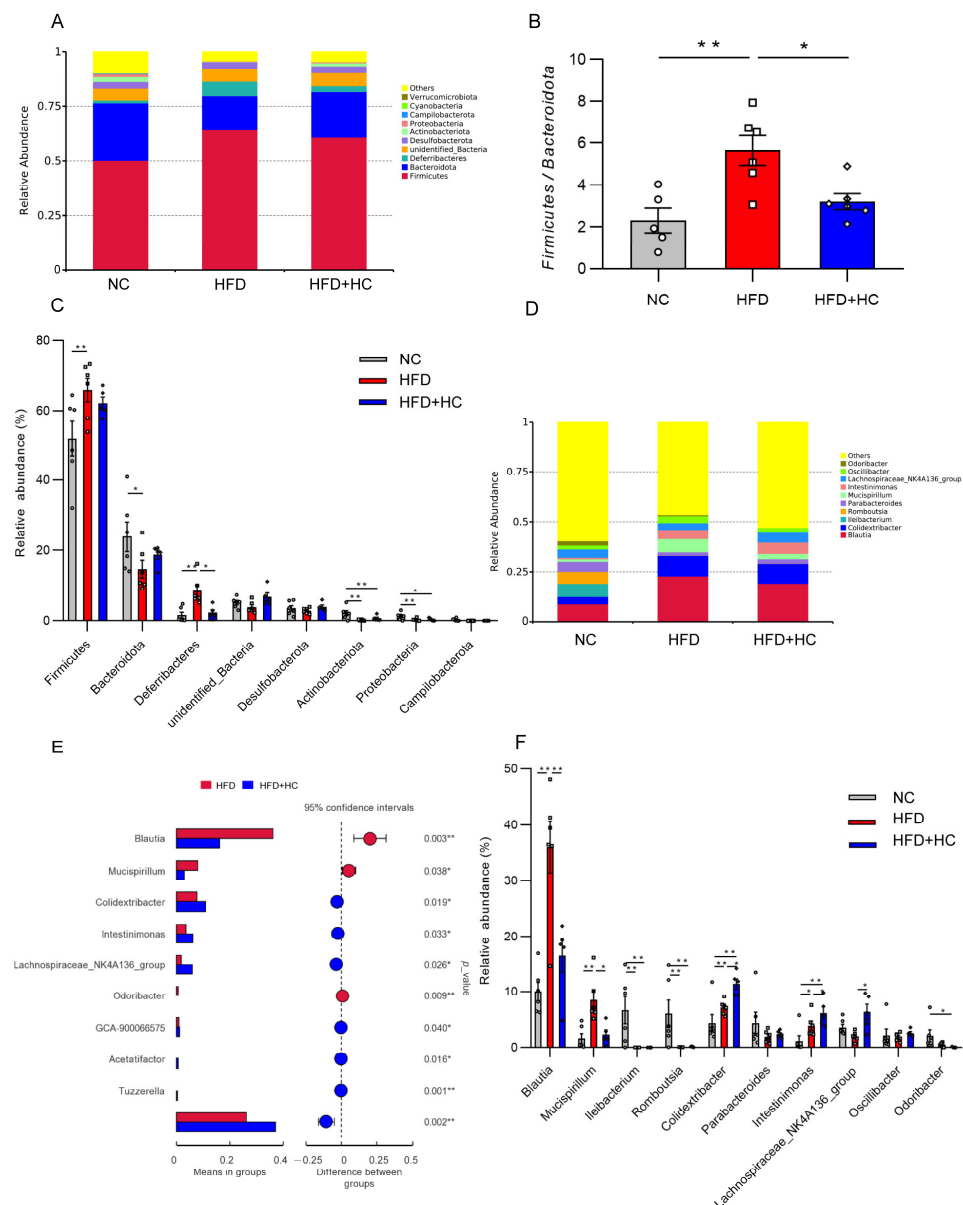 A
1
0.75
0.5
0.25
0
Relative Abundance
NC
HFD
HFD+HC
Others
Verrucomicrobiota
Cyanobacteria
Campilobacterota
Proteobacteria
Actinobacteriota
Desulfobacterota
unidentified_Bacteria
Deferribacteres
Bacteroidota
Firmicutes
B
** *
10
8
6
4
2
0
Firmicutes / Bacteroidota
NC
HFD
HFD+HC
C
80
60
40
20
0
Relative abundance (%)
NC
HFD
HFD+HC
**
*
** *
** **
** *
Firmicutes
Bacteroidota
Deferribacteres
unidentified_Bacteria
Desulfobacterota
Actinobacteriota
Proteobacteria
Campilobacterota
D
1
0.75
0.5
0.25
0
Relative Abundance
NC
HFD
HFD+HC
Others
Odoribacter
Oscillibacter
Lachnospiraceae_NK4A136_group
Intestinimonas
Mucispirillum
Parabacteroides
Romboutsia
Ileibacterium
Colidextribacter
Blautia
E
HFD HFD+HC
95% confidence intervals
Blautia 0.003**
Mucispirillum 0.038*
Colidextribacter 0.019*
Intestinimonas 0.033*
Lachnospiraceae_NK4A136_group 0.026*
Odoribacter 0.009**
GCA-900066575 0.040*
Acetatifactor 0.016*
Tuzzerella 0.001**
0.002**
p_value
0 0.2 0.4
Means in groups
−0.25 0 0.25 0.5
Difference between
groups
F
50
40
30
20
10
0
Relative abundance (%)
NC
HFD
HFD+HC
** **
** *
** **
** **
** ** *
* ** *
*
*
Blautia
Mucispirillum
Ileibacterium
Romboutsia
Colidextribacter
Parabacteroides
Intestinimonas
Lachnospiraceae_NK4A136_group
Oscillibacter
Odoribacter